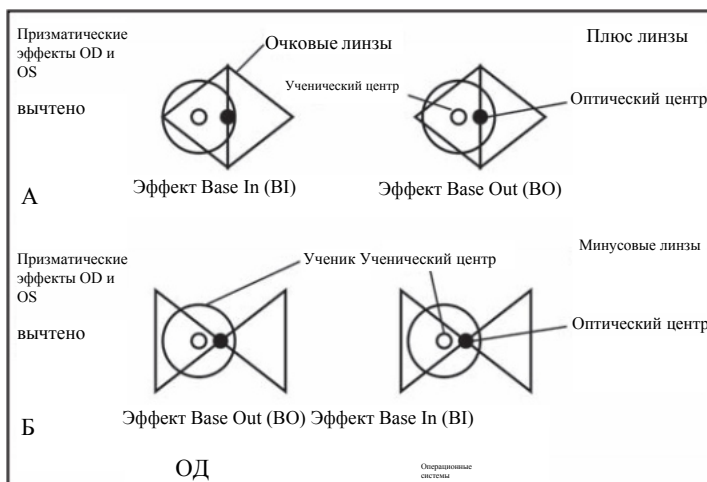 Призматические
эффекты OD и
OS
вычтено
Очковые линзы
Плюс линзы
Ученический центр
Оптический центр
Эффект Base In (BI)
Эффект Base Out (BO)
А
Призматические
эффекты OD и
OS
вычтено
Ученик Ученический центр
Минусовые линзы
Оптический центр
Эффект Base Out (BO) Эффект Base In (BI)
Б
ОД
Операционные
системы